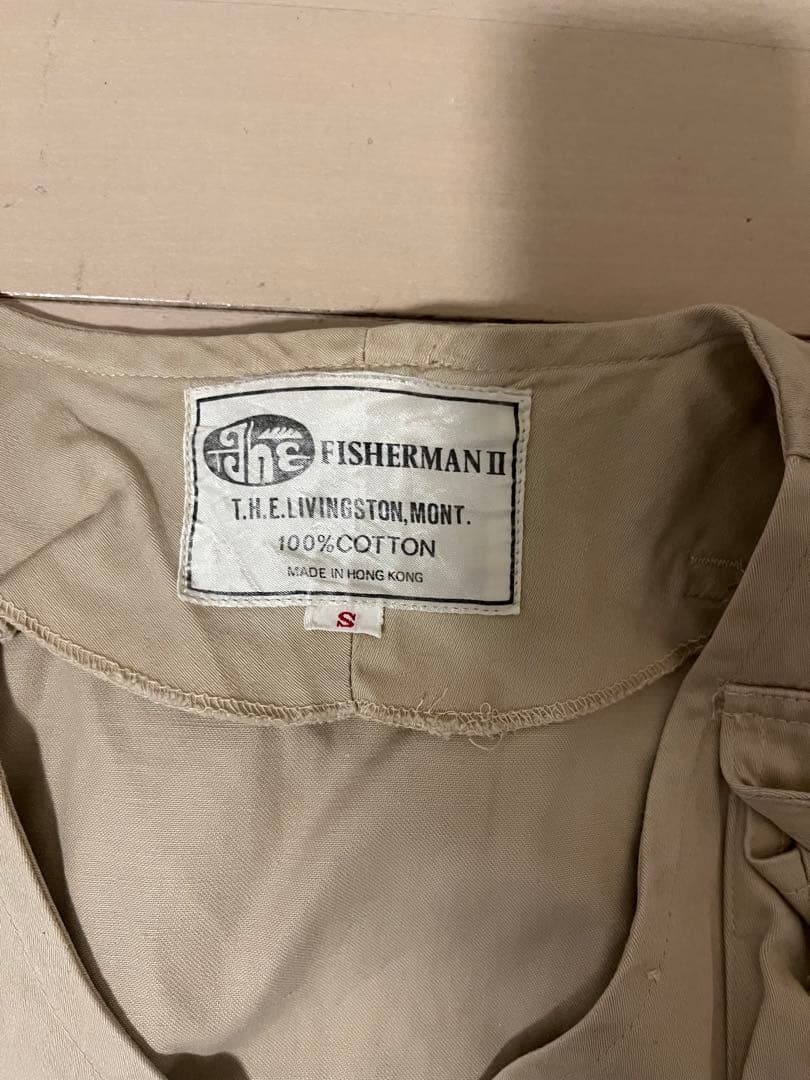 The FISHERMAN II
T.H.E. LIVINGSTON, MONT.
100% COTTON
MADE IN HONG KONG
S